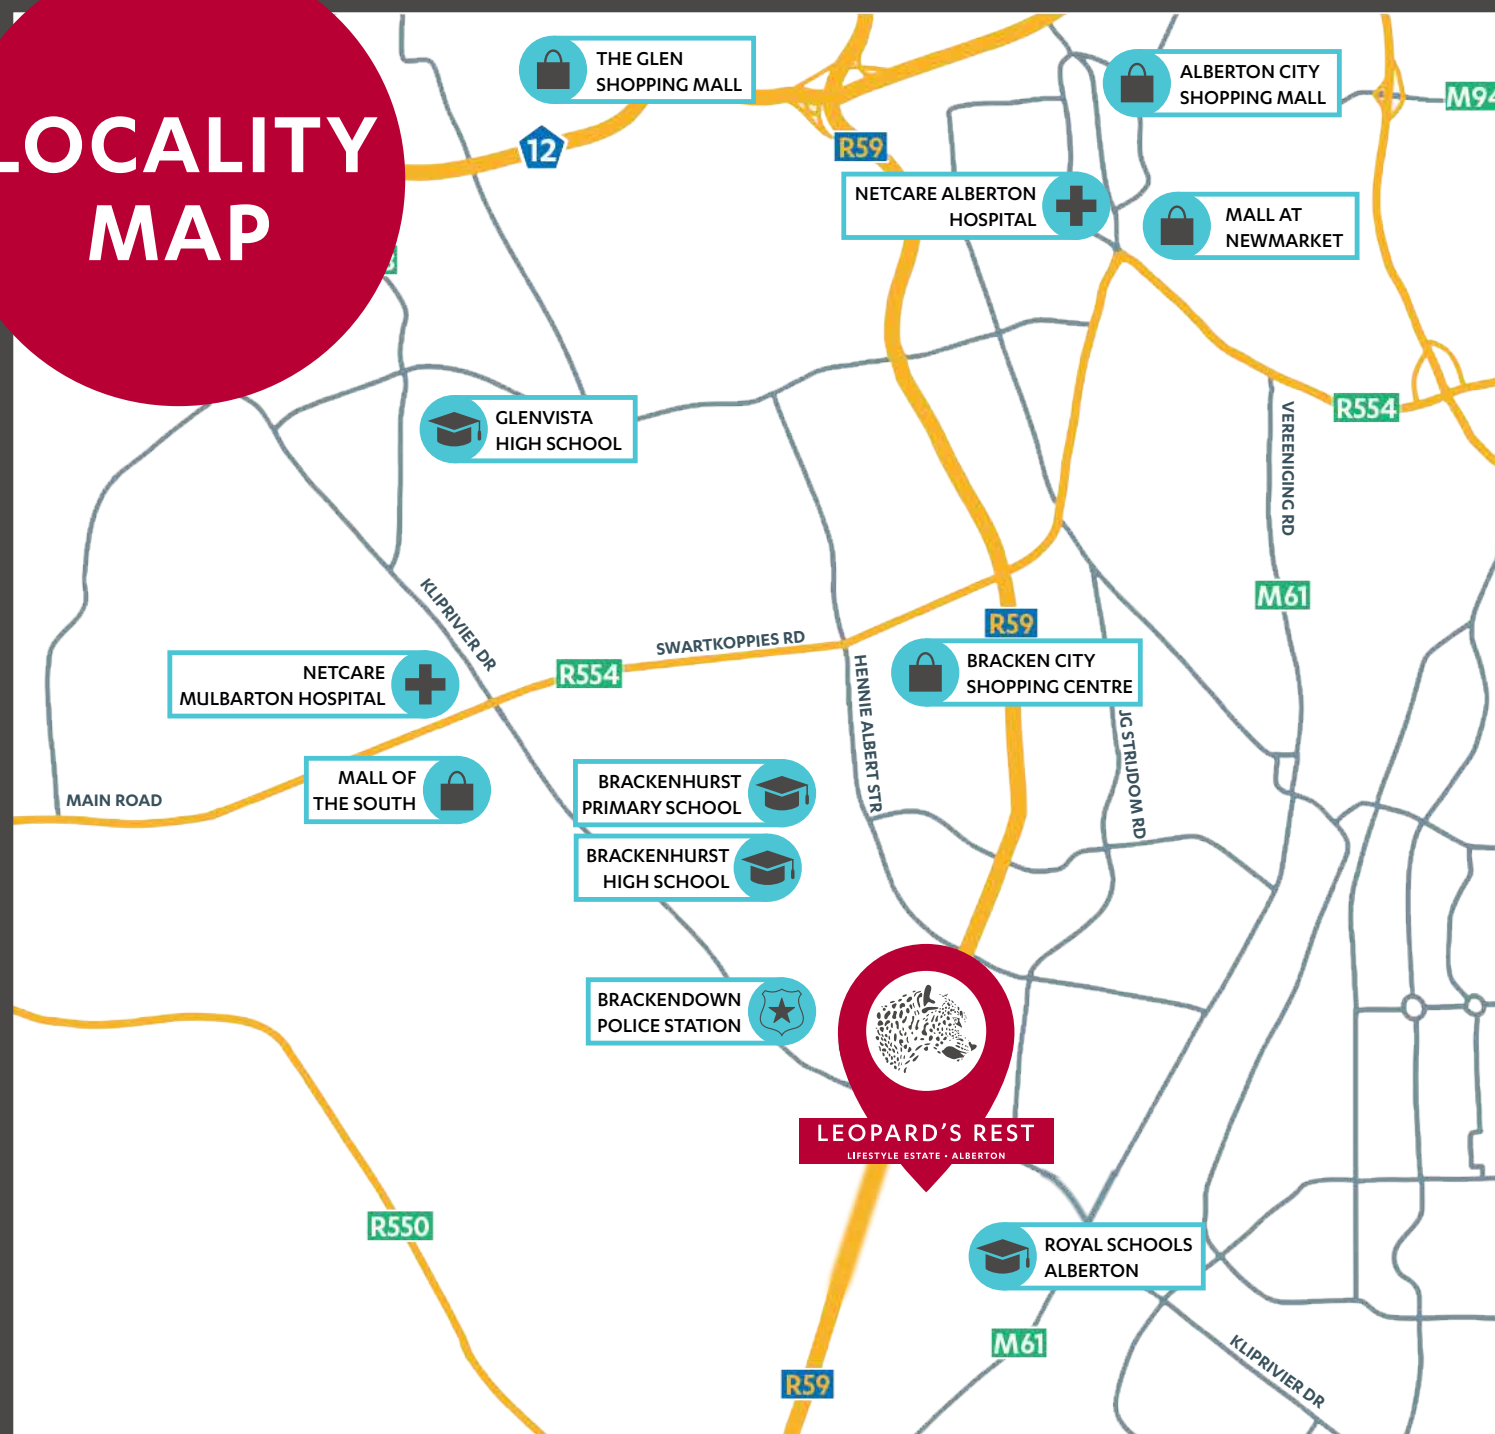 LOCALITY
MAP
THE GLEN
SHOPPING MALL
12
R59
ALBERTON CITY
SHOPPING MALL
M94
NETCARE ALBERTON
HOSPITAL
MALL AT
NEWMARKET
GLENVISTA
HIGH SCHOOL
R554
VEREENIGING RD
M61
KLIPRIVIER DR
SWARTKOPPIES RD
R554
R59
NETCARE
MULBARTON HOSPITAL
BRACKEN CITY
SHOPPING CENTRE
HENNIE ALBERT STR
JG STRIJDOM RD
MALL OF
THE SOUTH
MAIN ROAD
BRACKENHURST
PRIMARY SCHOOL
BRACKENHURST
HIGH SCHOOL
BRACKENDOWN
POLICE STATION
LEOPARD'S REST
LIFESTYLE ESTATE • ALBERTON
R550
ROYAL SCHOOLS
ALBERTON
M61
R59
KLIPRIVIER DR